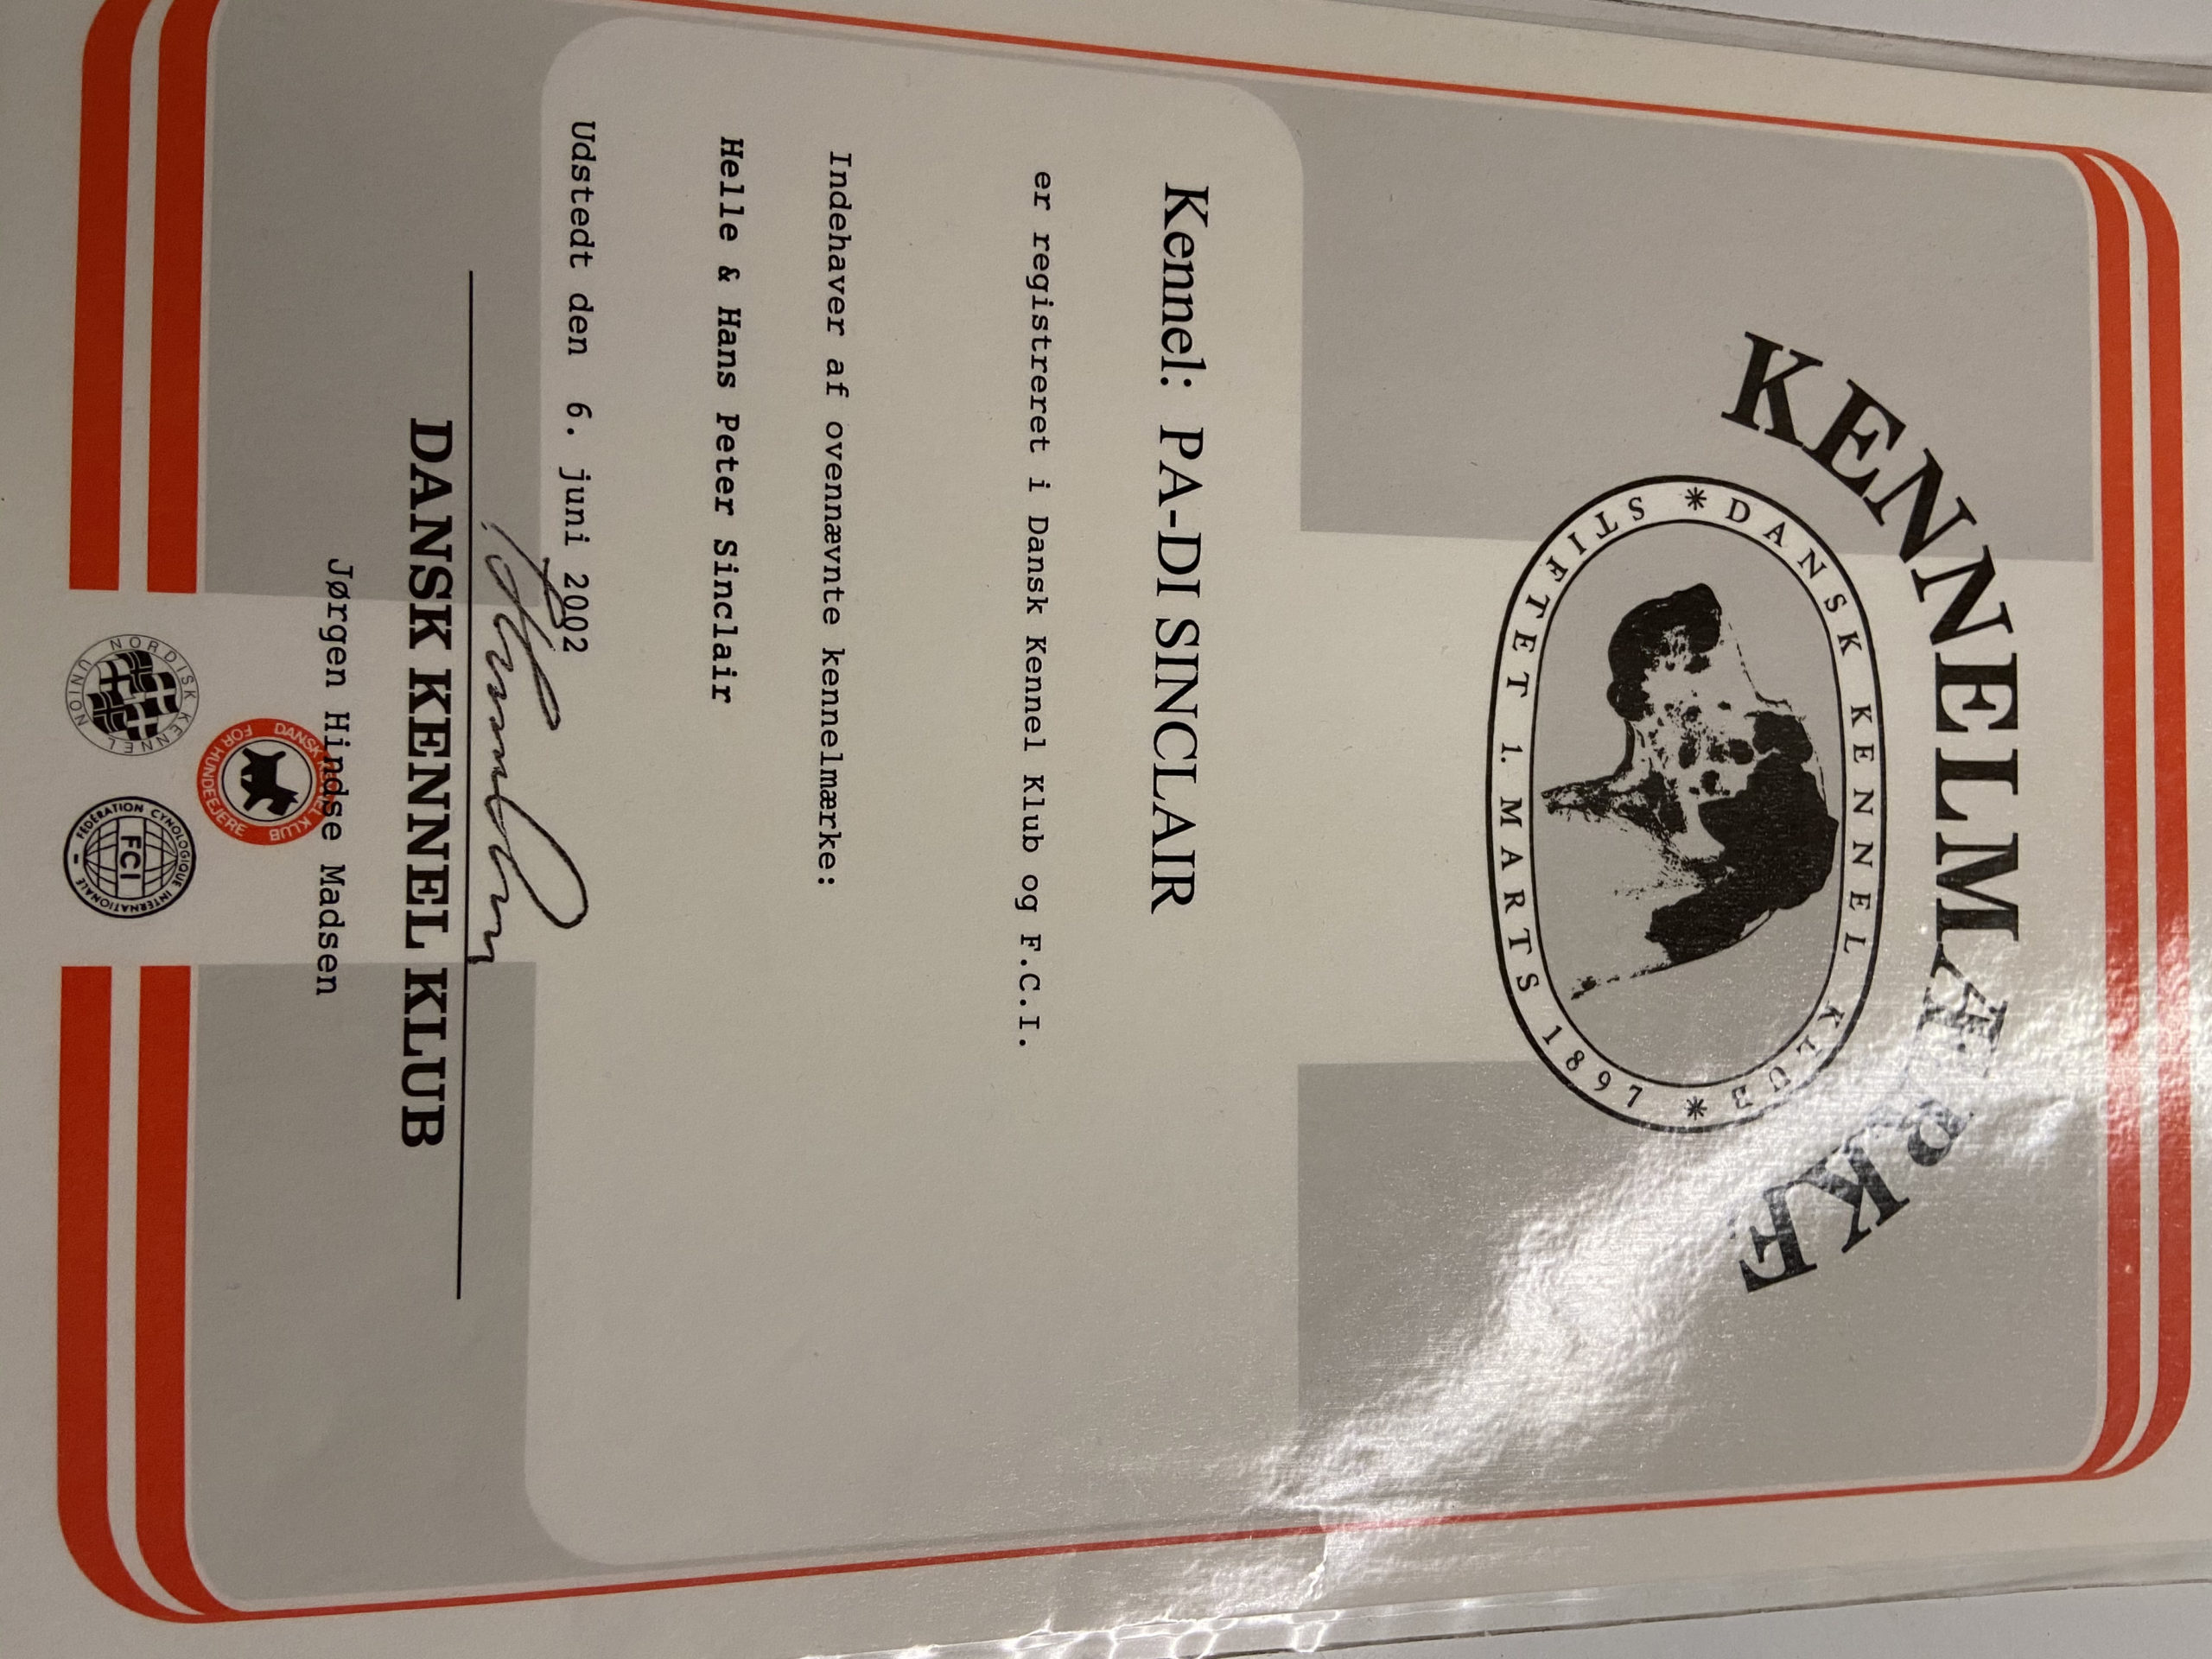 KENNELMÆRKE
* DANSK KENNEL KLUB *
STIFTET 1. MARTS 1897
Kennel: PA-DI SINCLAIR
er registreret i Dansk Kennel Klub og F.C.I.
Indehaver af ovennævnte kennelmærke:
Helle & Hans Peter Sinclair
Udstedt den 6. juni 2002
DANSK KENNEL KLUB
Jørgen Hindse Madsen
DANSK KENNEL KLUB
FOR HUNDEEJERE
NORDISK KENNEL UNION
FÉDÉRATION CYNOLOGIQUE INTERNATIONALE
FCI